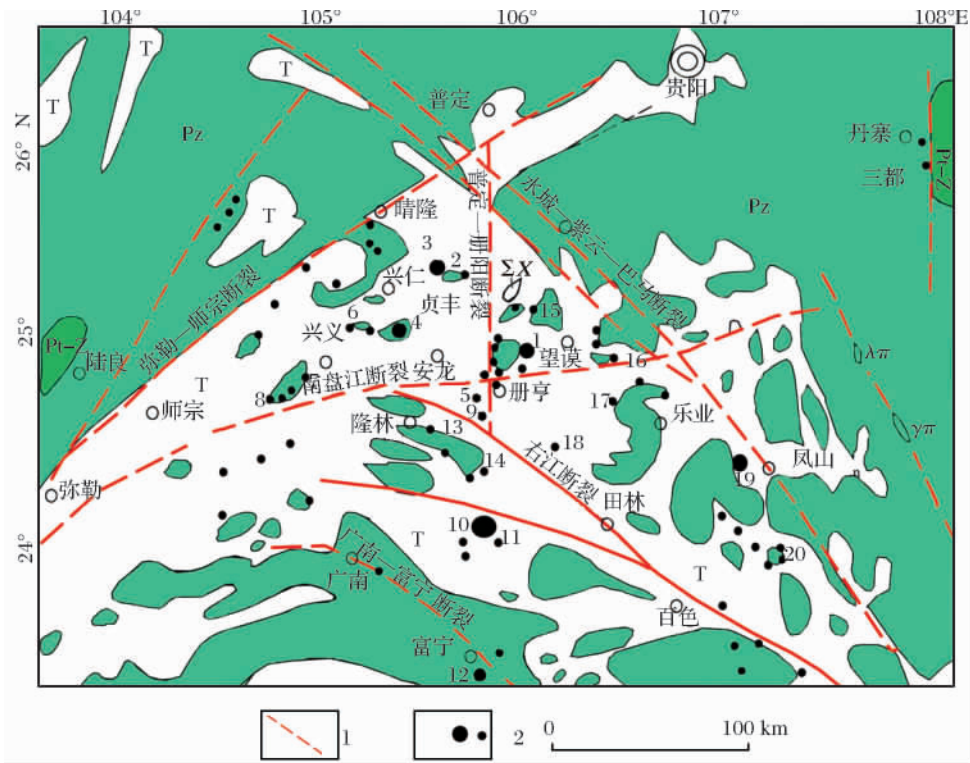 104° 105° 106° 107° 108°E
26° N
25°
24°
T
T
T
贵阳
普定
Pz
丹寨
三都
Pt-Z
T
晴隆
普定—册阳断裂
水城—紫云—巴马断裂
Pz
3
2
兴仁
贞丰
ΣX
弥勒—师宗断裂
6
4
15
兴义
1
望谟
16
λπ
Pt-Z
陆良
T
南盘江断裂
安龙
8
5
册亨
师宗
9
17
乐业
隆林
13
γπ
18
14
右江断裂
凤山
19
弥勒
田林
10
11
T
20
广南—富宁断裂
广南
T
百色
富宁
12
1
2
0 100 km